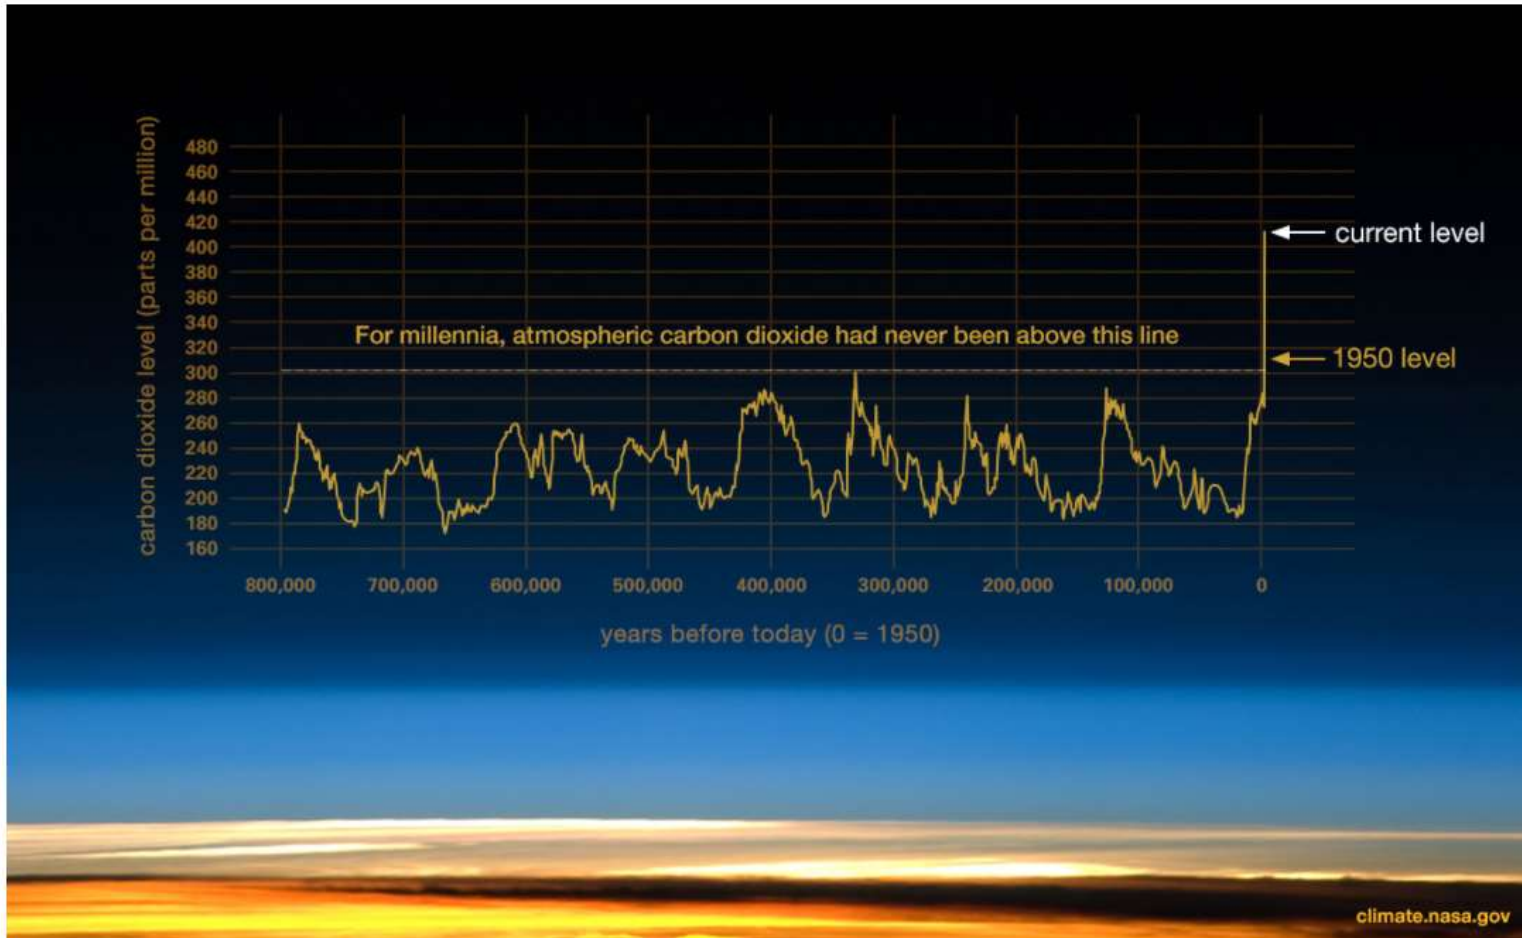 carbon dioxide level (parts per million)
480
460
440
420
400
380
360
340
320
300
280
260
240
220
200
180
160
current level
For millennia, atmospheric carbon dioxide had never been above this line
1950 level
800,000 700,000 600,000 500,000 400,000 300,000 200,000 100,000 0
years before today (0 = 1950)
climate.nasa.gov